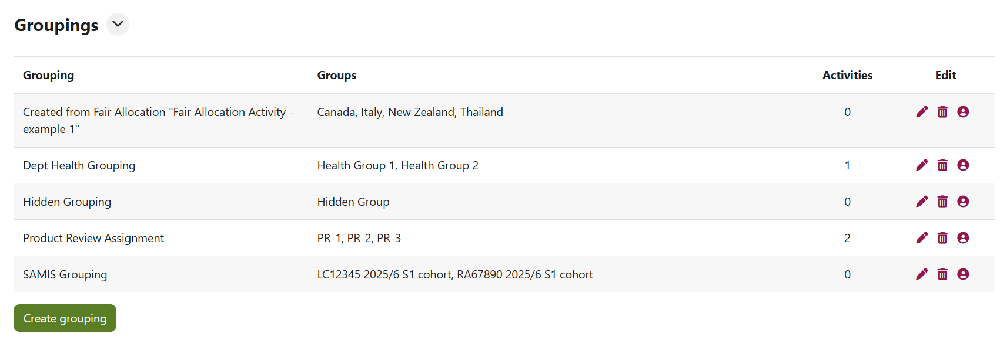 Groupings
Grouping Groups Activities Edit
Created from Fair Allocation "Fair Allocation Activity - Canada, Italy, New Zealand, Thailand 0
example 1"
Dept Health Grouping Health Group 1, Health Group 2 1
Hidden Grouping Hidden Group 0
Product Review Assignment PR-1, PR-2, PR-3 2
SAMIS Grouping LC12345 2025/6 S1 cohort, RA67890 2025/6 S1 cohort 0
Create grouping